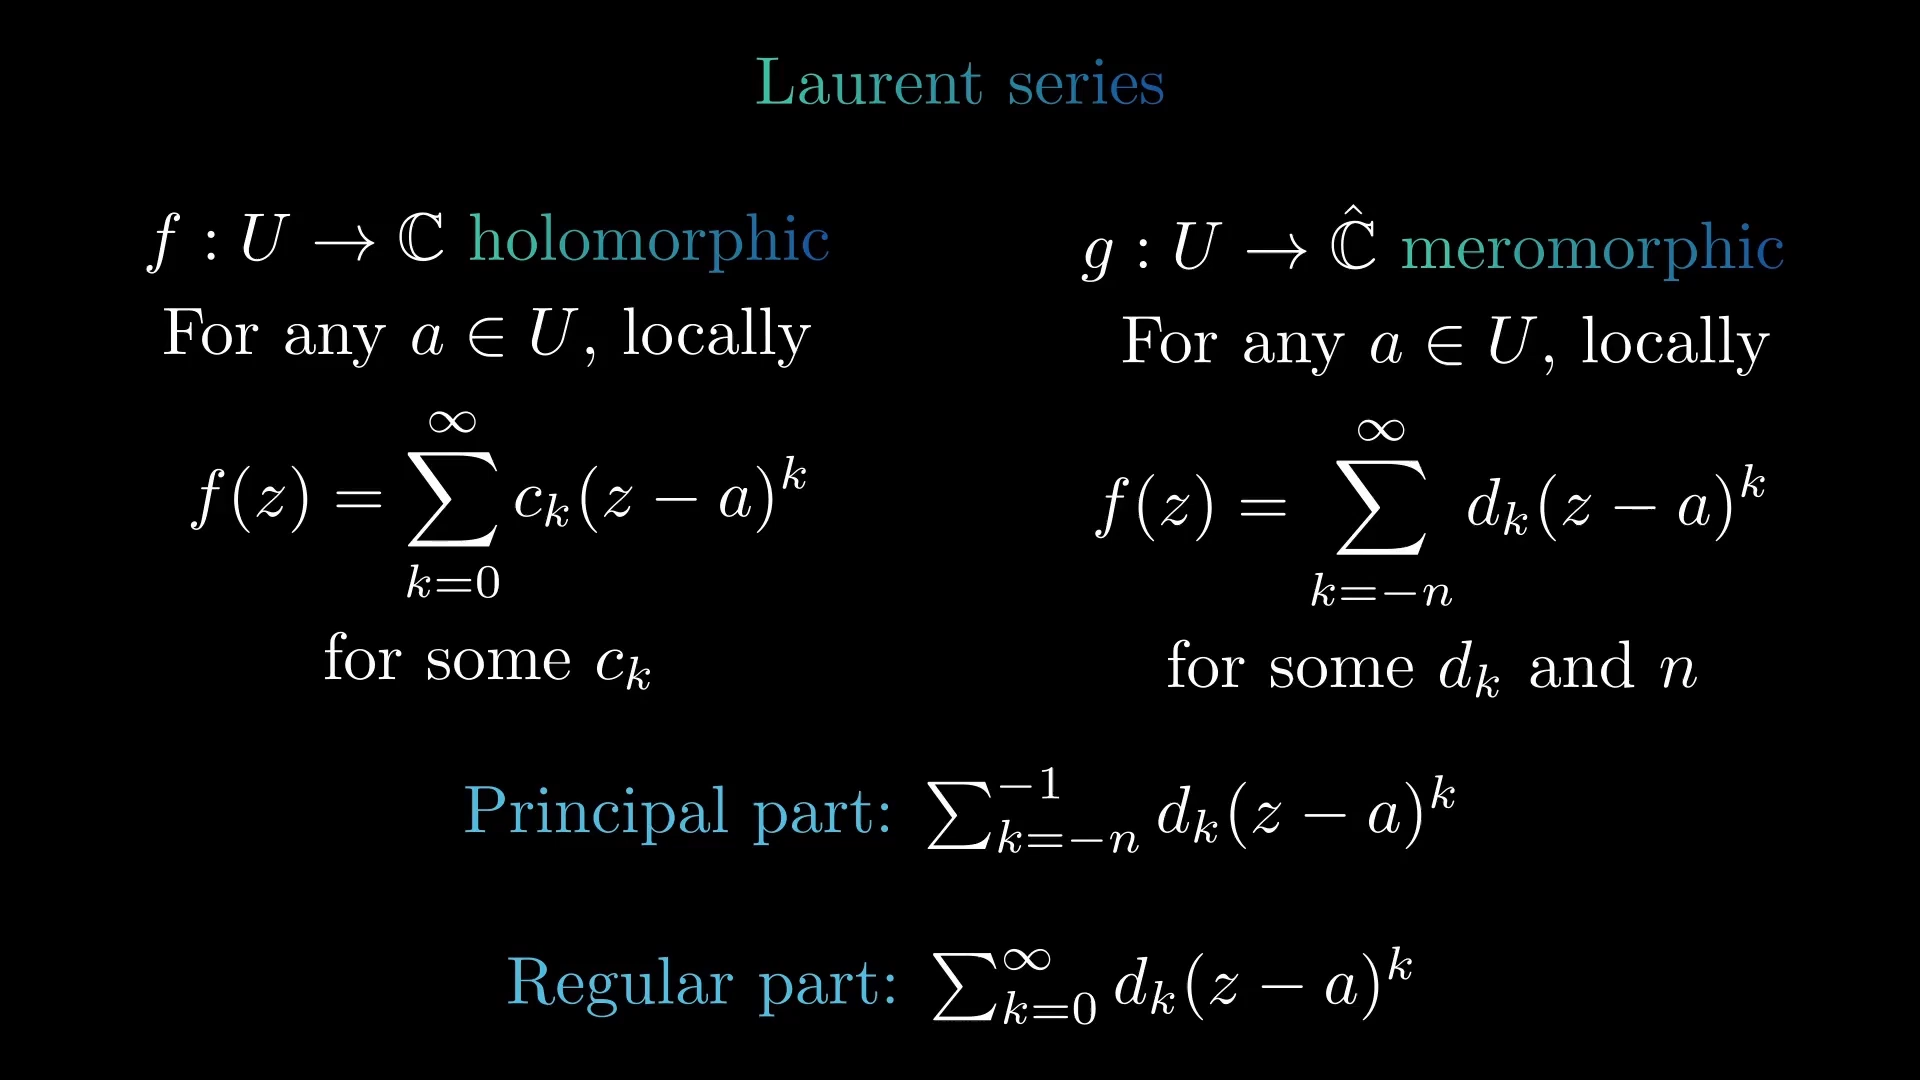 Laurent series
f : U → ℂ holomorphic
For any a ∈ U, locally
f(z) = ∑_{k=0}^{∞} c_k(z − a)^k
for some c_k
g : U → ℂ̂ meromorphic
For any a ∈ U, locally
f(z) = ∑_{k=−n}^{∞} d_k(z − a)^k
for some d_k and n
Principal part: ∑_{k=−n}^{−1} d_k(z − a)^k
Regular part: ∑_{k=0}^{∞} d_k(z − a)^k